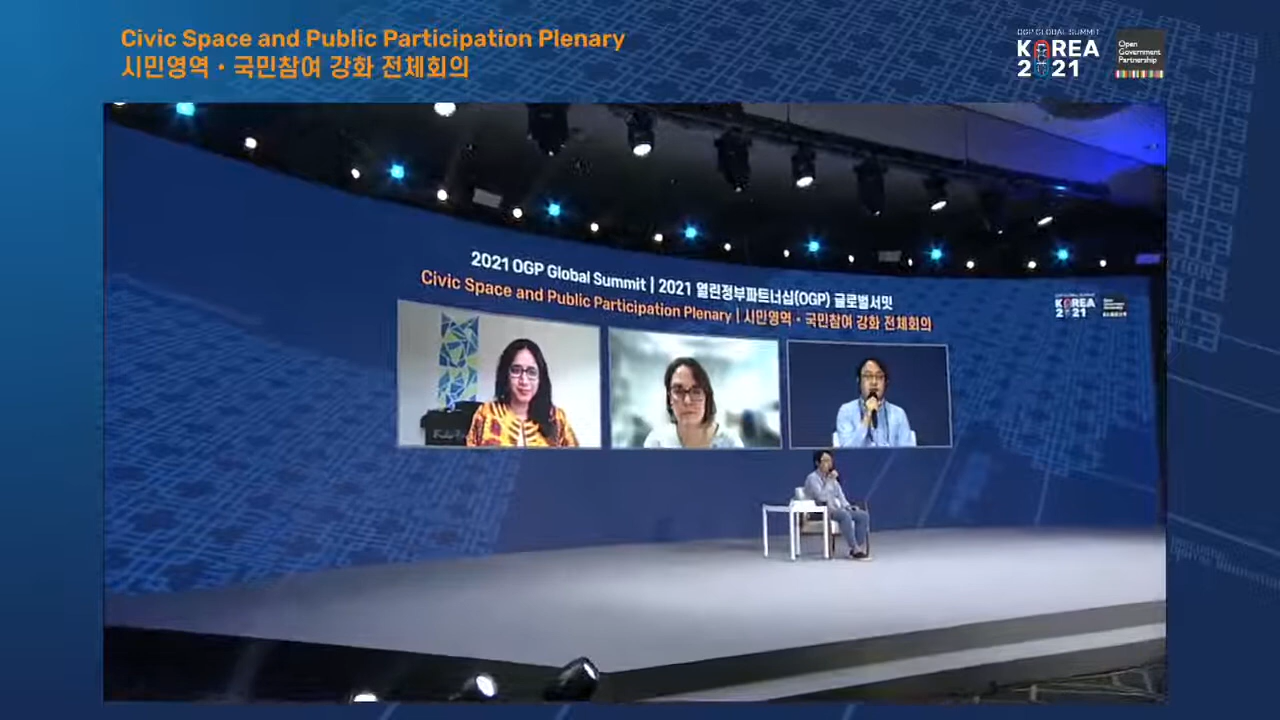 Civic Space and Public Participation Plenary
시민영역・국민참여 강화 전체회의
OGP GLOBAL SUMMIT
KOREA
2021
Open
Government
Partnership
2021 OGP Global Summit | 2021 열린정부파트너십(OGP) 글로벌서밋
Civic Space and Public Participation Plenary | 시민영역・국민참여 강화 전체회의
KOREA
2021